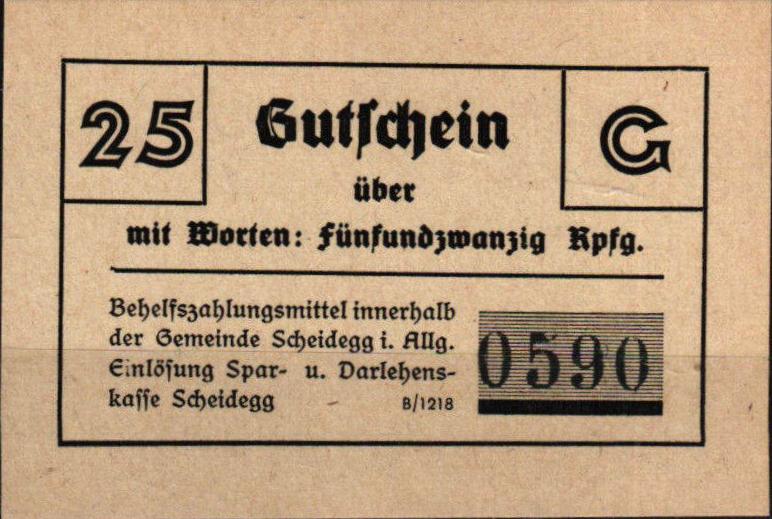 25
Gutschein
G
über
mit Worten: Fünfundzwanzig Rpfg.
Behelfszahlungsmittel innerhalb
der Gemeinde Scheidegg i. Allg.
Einlösung Spar- u. Darlehens-
kasse Scheidegg
B/1218
0590